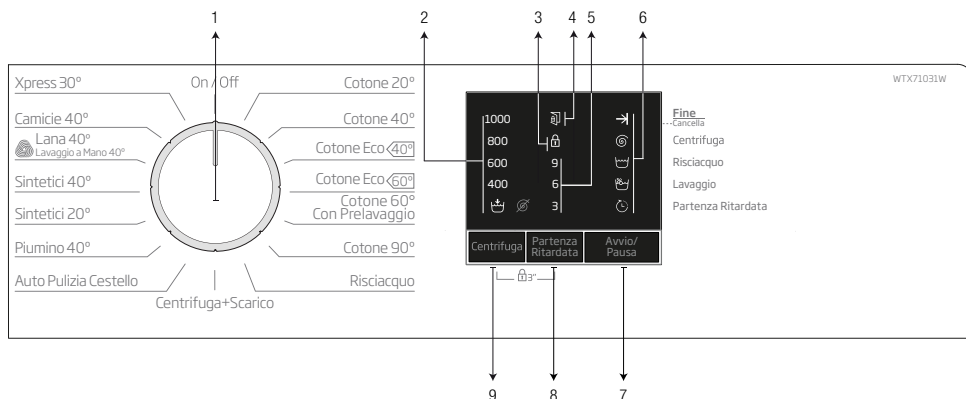 1
2
3
4
5
6
WTX71031W
On / Off
Xpress 30°
Camicie 40°
Lana 40°
Lavaggio a Mano 40°
Sintetici 40°
Sintetici 20°
Piumino 40°
Auto Pulizia Cestello
Centrifuga+Scarico
Cotone 20°
Cotone 40°
Cotone Eco 40°
Cotone Eco 60°
Cotone 60°
Con Prelavaggio
Cotone 90°
Risciacquo
1000
800
600
400
9
6
3
Fine
Cancella
Centrifuga
Risciacquo
Lavaggio
Partenza Ritardata
Centrifuga
Partenza
Ritardata
Avvio/
Pausa
3"
9
8
7